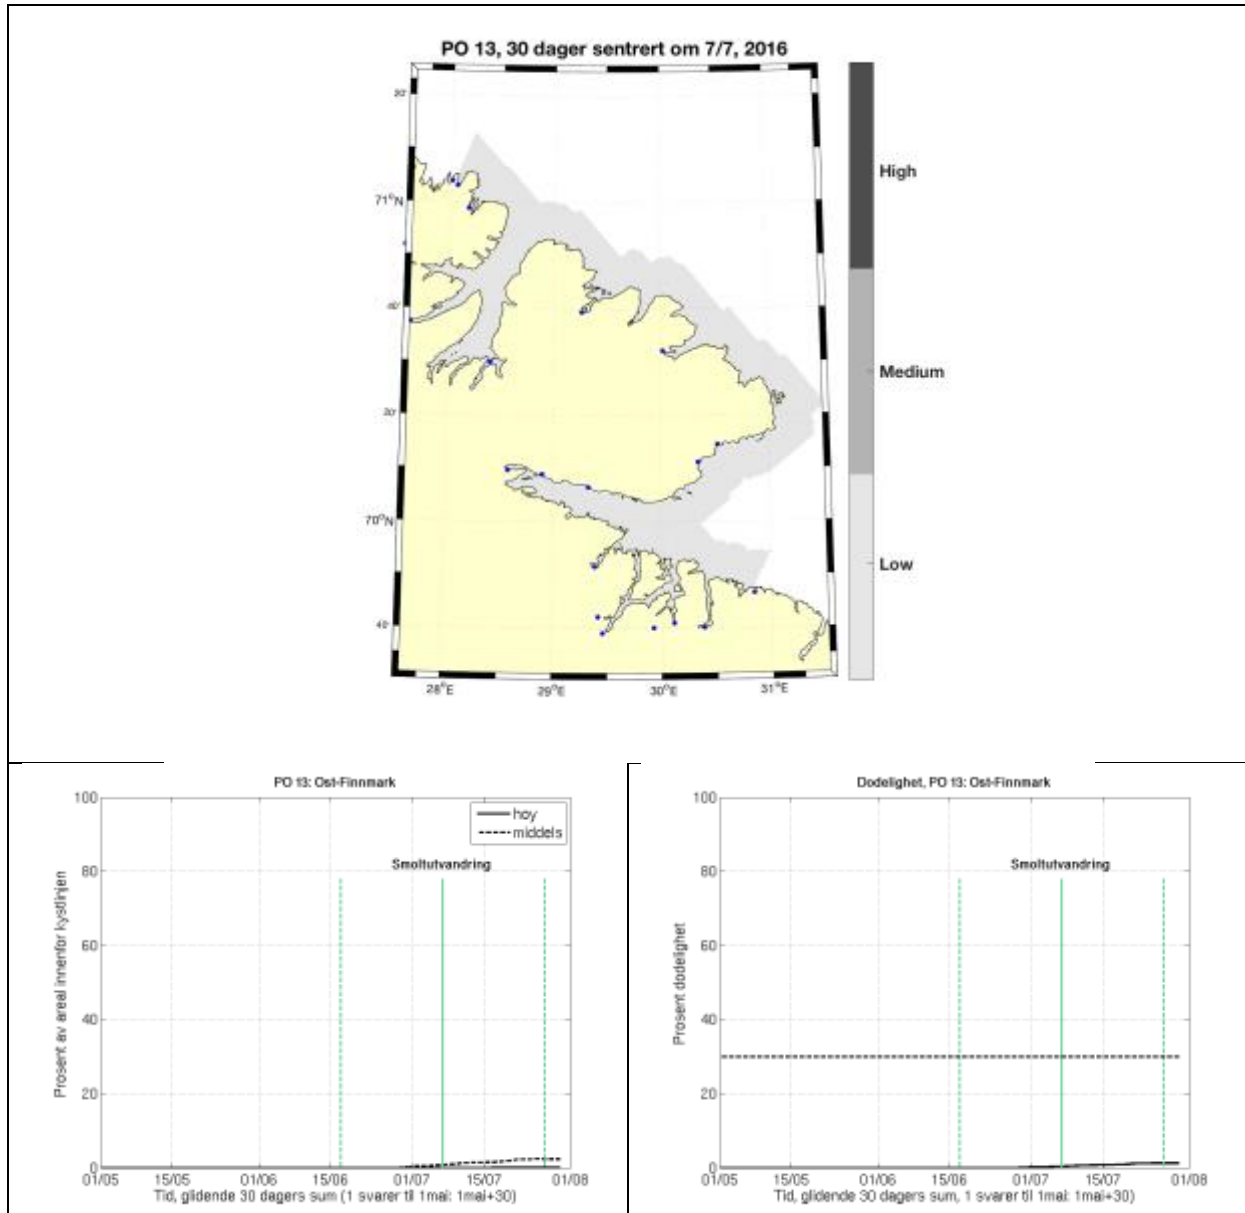 PO 13, 30 dager sentrert om 7/7, 2016
20'
71°N
40'
20'
70°N
40'
28°E
29°E
30°E
31°E
High
Medium
Low
PO 13: Ost-Finnmark
Prosent av areal innenfor kystlinjen
100
80
60
40
20
0
hoy
middels
Smoltutvandring
01/05
15/05
01/06
15/06
01/07
15/07
01/08
Tid, glidende 30 dagers sum (1 svarer til 1mai: 1mai+30)
Dodelighet, PO 13: Ost-Finnmark
Prosent dodelighet
100
80
60
40
20
0
Smoltutvandring
01/05
15/05
01/06
15/06
01/07
15/07
01/08
Tid, glidende 30 dagers sum, 1 svarer til 1mai: 1mai+30)